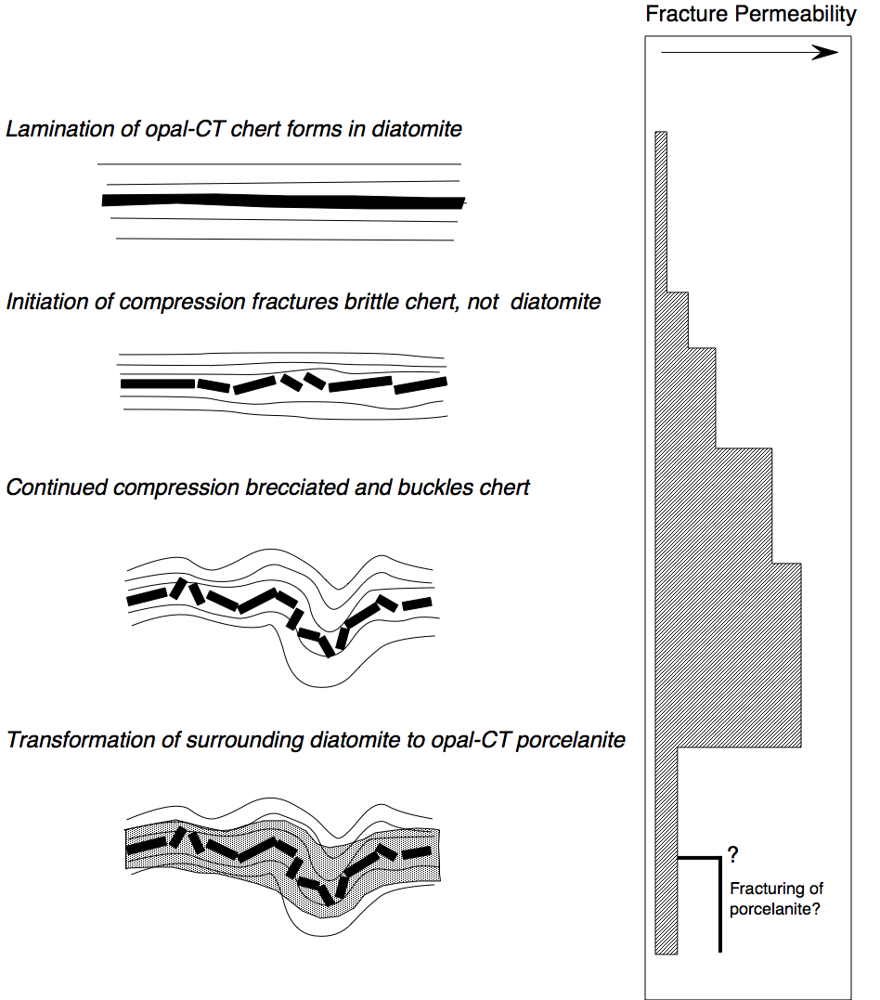 Fracture Permeability
Lamination of opal-CT chert forms in diatomite
Initiation of compression fractures brittle chert, not diatomite
Continued compression brecciated and buckles chert
Transformation of surrounding diatomite to opal-CT porcelanite
?
Fracturing of
porcelanite?